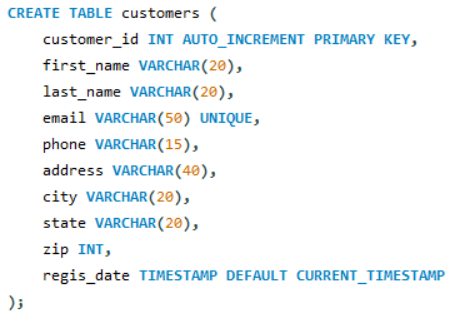 CREATE TABLE customers (
    customer_id INT AUTO_INCREMENT PRIMARY KEY,
    first_name VARCHAR(20),
    last_name VARCHAR(20),
    email VARCHAR(50) UNIQUE,
    phone VARCHAR(15),
    address VARCHAR(40),
    city VARCHAR(20),
    state VARCHAR(20),
    zip INT,
    regis_date TIMESTAMP DEFAULT CURRENT_TIMESTAMP
);